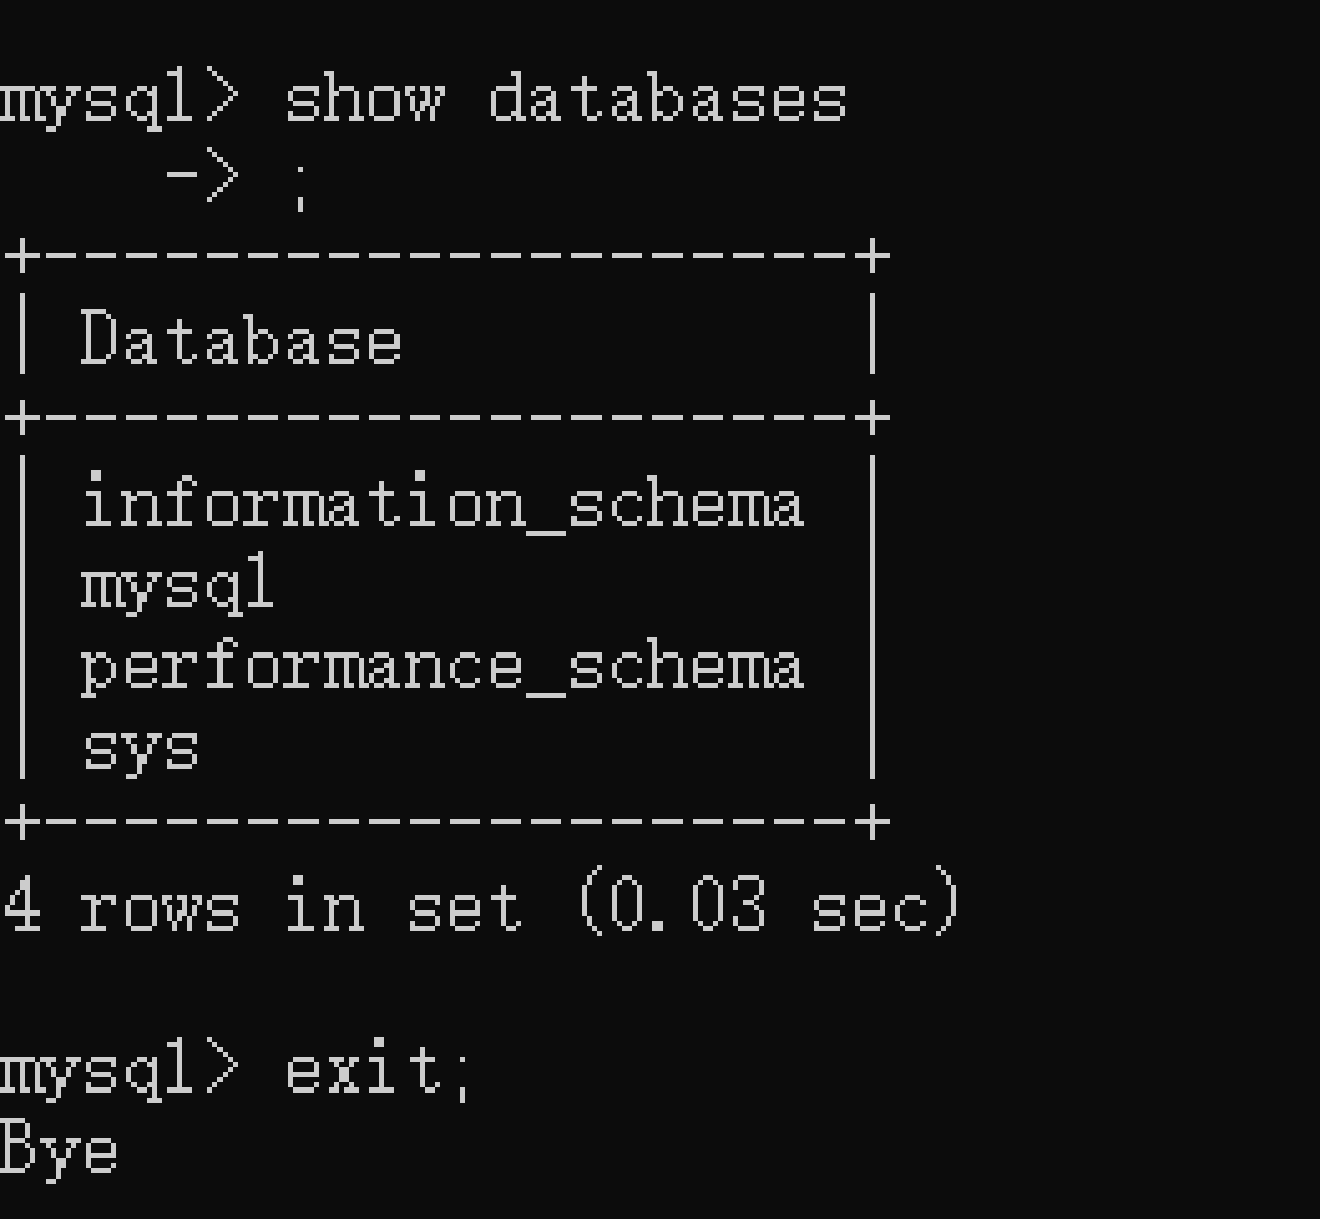 mysql> show databases
    -> ;
+--------------------+
| Database           |
+--------------------+
| information_schema |
| mysql              |
| performance_schema |
| sys                |
+--------------------+
4 rows in set (0.03 sec)
mysql> exit;
Bye